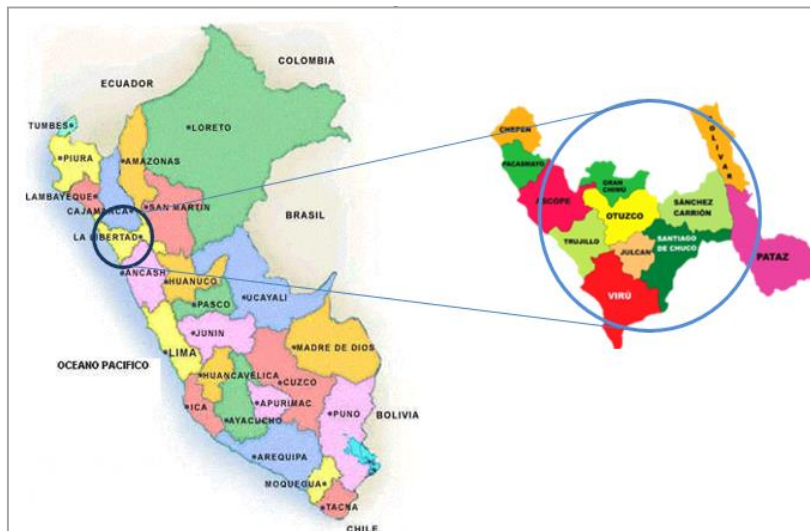 COLOMBIA
ECUADOR
TUMBES
LORETO
PIURA
AMAZONAS
LAMBAYEQUE
SAN MARTIN
CAJAMARCA
BRASIL
LA LIBERTAD
ANCASH
HUANUCO
UCAYALI
PASCO
JUNIN
LIMA
MADRE DE DIOS
OCEANO PACIFICO
HUANCAVELICA
CUZCO
ICA
APURIMAC
PUNO
BOLIVIA
AYACUCHO
AREQUIPA
MOQUEGUA
TACNA
CHILE
CHEPEN
BOLIVAR
PACASMAYO
GRAN CHIMÚ
ASCOPE
OTUZCO
SÁNCHEZ
CARRIÓN
TRUJILLO
JULCAN
SANTIAGO
DE CHUCO
PATAZ
VIRÚ